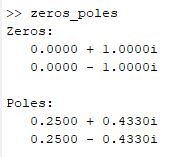 >> zeros_poles
Zeros:
0.0000 + 1.0000i
0.0000 - 1.0000i
Poles:
0.2500 + 0.4330i
0.2500 - 0.4330i